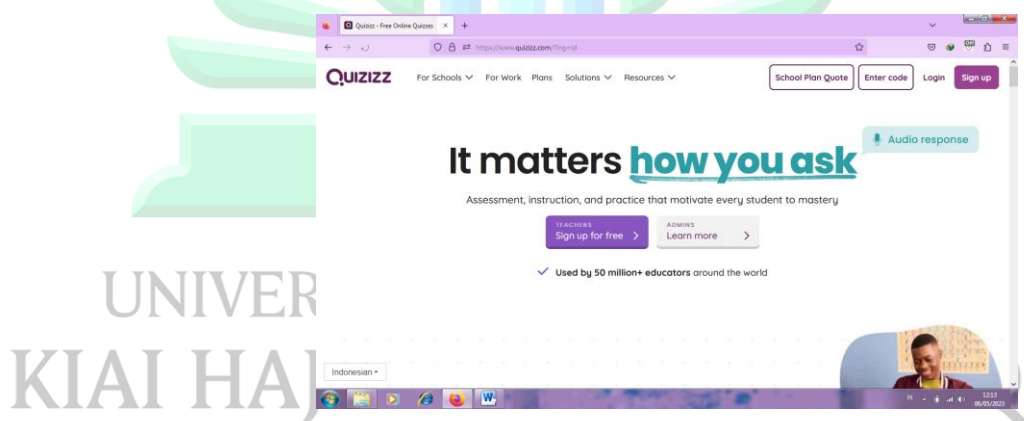 Quizizz - Free Online Quizzes
https://www.quizizz.com/?lng=id
QUIZIZZ For Schools For Work Plans Solutions Resources School Plan Quote Enter code Login Sign up
Audio response
It matters how you ask
Assessment, instruction, and practice that motivate every student to mastery
TEACHERS
Sign up for free
ADMINS
Learn more
Used by 50 million+ educators around the world
UNIVER
KIAI HAJ
Indonesian
IN
12:13
06/05/2023